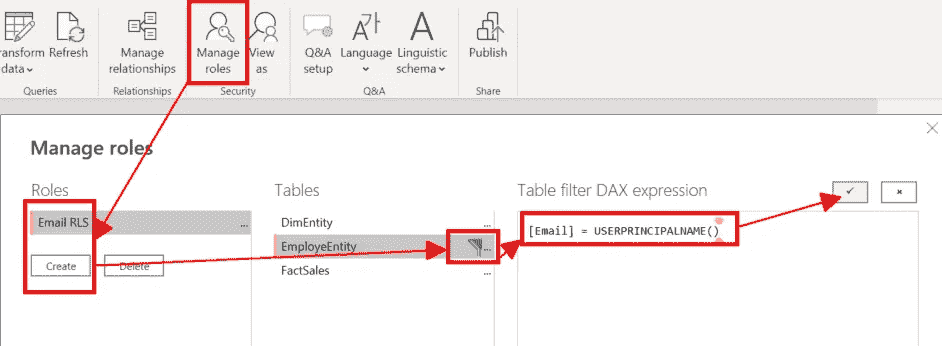 ransform Refresh
data
Manage
relationships
Manage
roles
View
as
Q&A
setup
Language
Linguistic
schema
Publish
Queries
Relationships
Security
Q&A
Share
Manage roles
Roles
Tables
Table filter DAX expression
Email RLS
...
Create
Delete
DimEntity
...
EmployeEntity
...
FactSales
...
[Email] = USERPRINCIPALNAME()